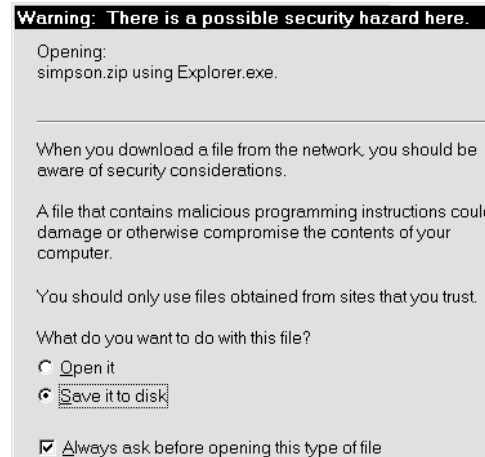 Warning: There is a possible security hazard here.
Opening:
simpson.zip using Explorer.exe.
When you download a file from the network, you should be
aware of security considerations.
A file that contains malicious programming instructions coul
damage or otherwise compromise the contents of your
computer.
You should only use files obtained from sites that you trust.
What do you want to do with this file?
Open it
Save it to disk
Always ask before opening this type of file